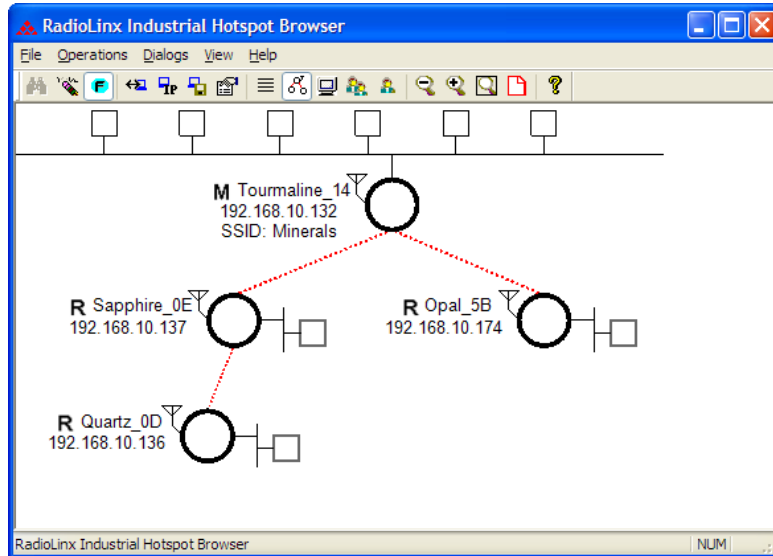 RadioLinx Industrial Hotspot Browser
File Operations Dialogs View Help
F IP ?
M Tourmaline_14
192.168.10.132
SSID: Minerals
R Sapphire_0E
192.168.10.137
R Opal_5B
192.168.10.174
R Quartz_0D
192.168.10.136
RadioLinx Industrial Hotspot Browser NUM